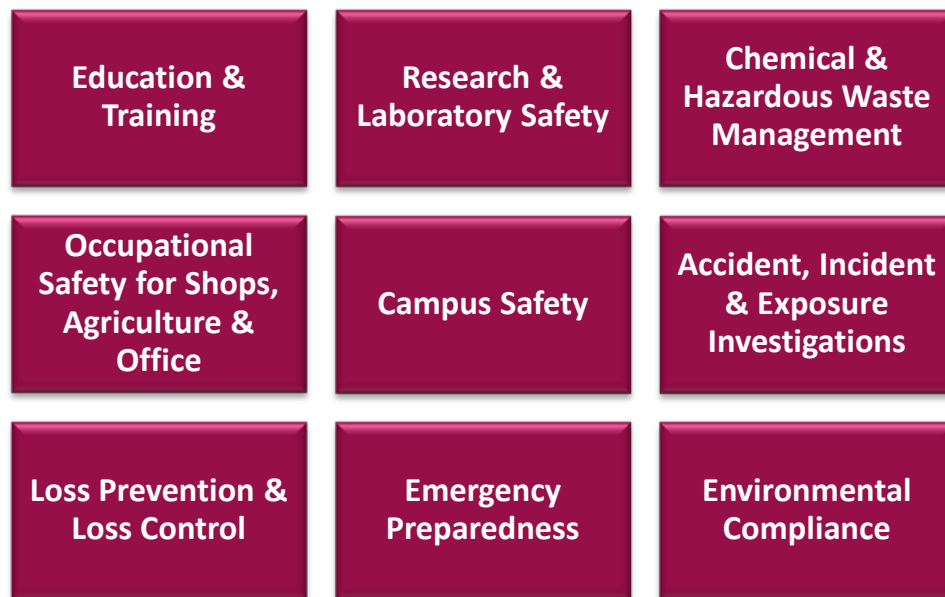 Education &
Training
Research &
Laboratory Safety
Chemical &
Hazardous Waste
Management
Occupational
Safety for Shops,
Agriculture &
Office
Campus Safety
Accident, Incident
& Exposure
Investigations
Loss Prevention &
Loss Control
Emergency
Preparedness
Environmental
Compliance